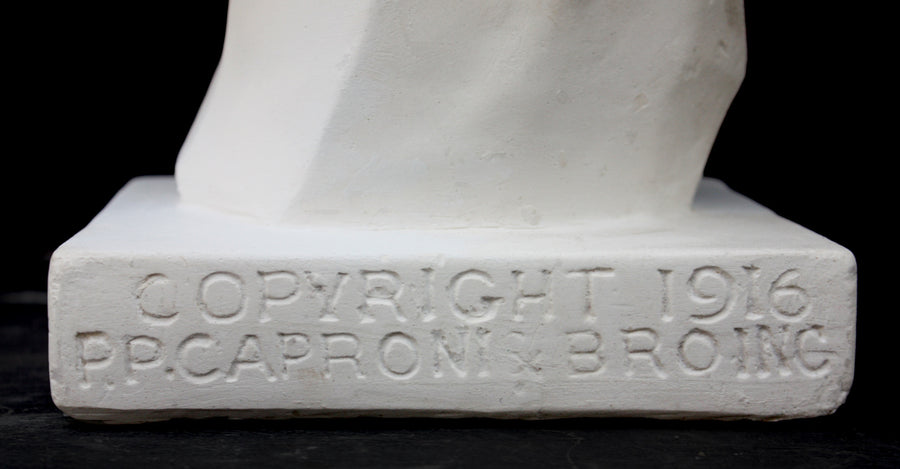 COPYRIGHT 1916
P.P.CAPRONI & BRO INC